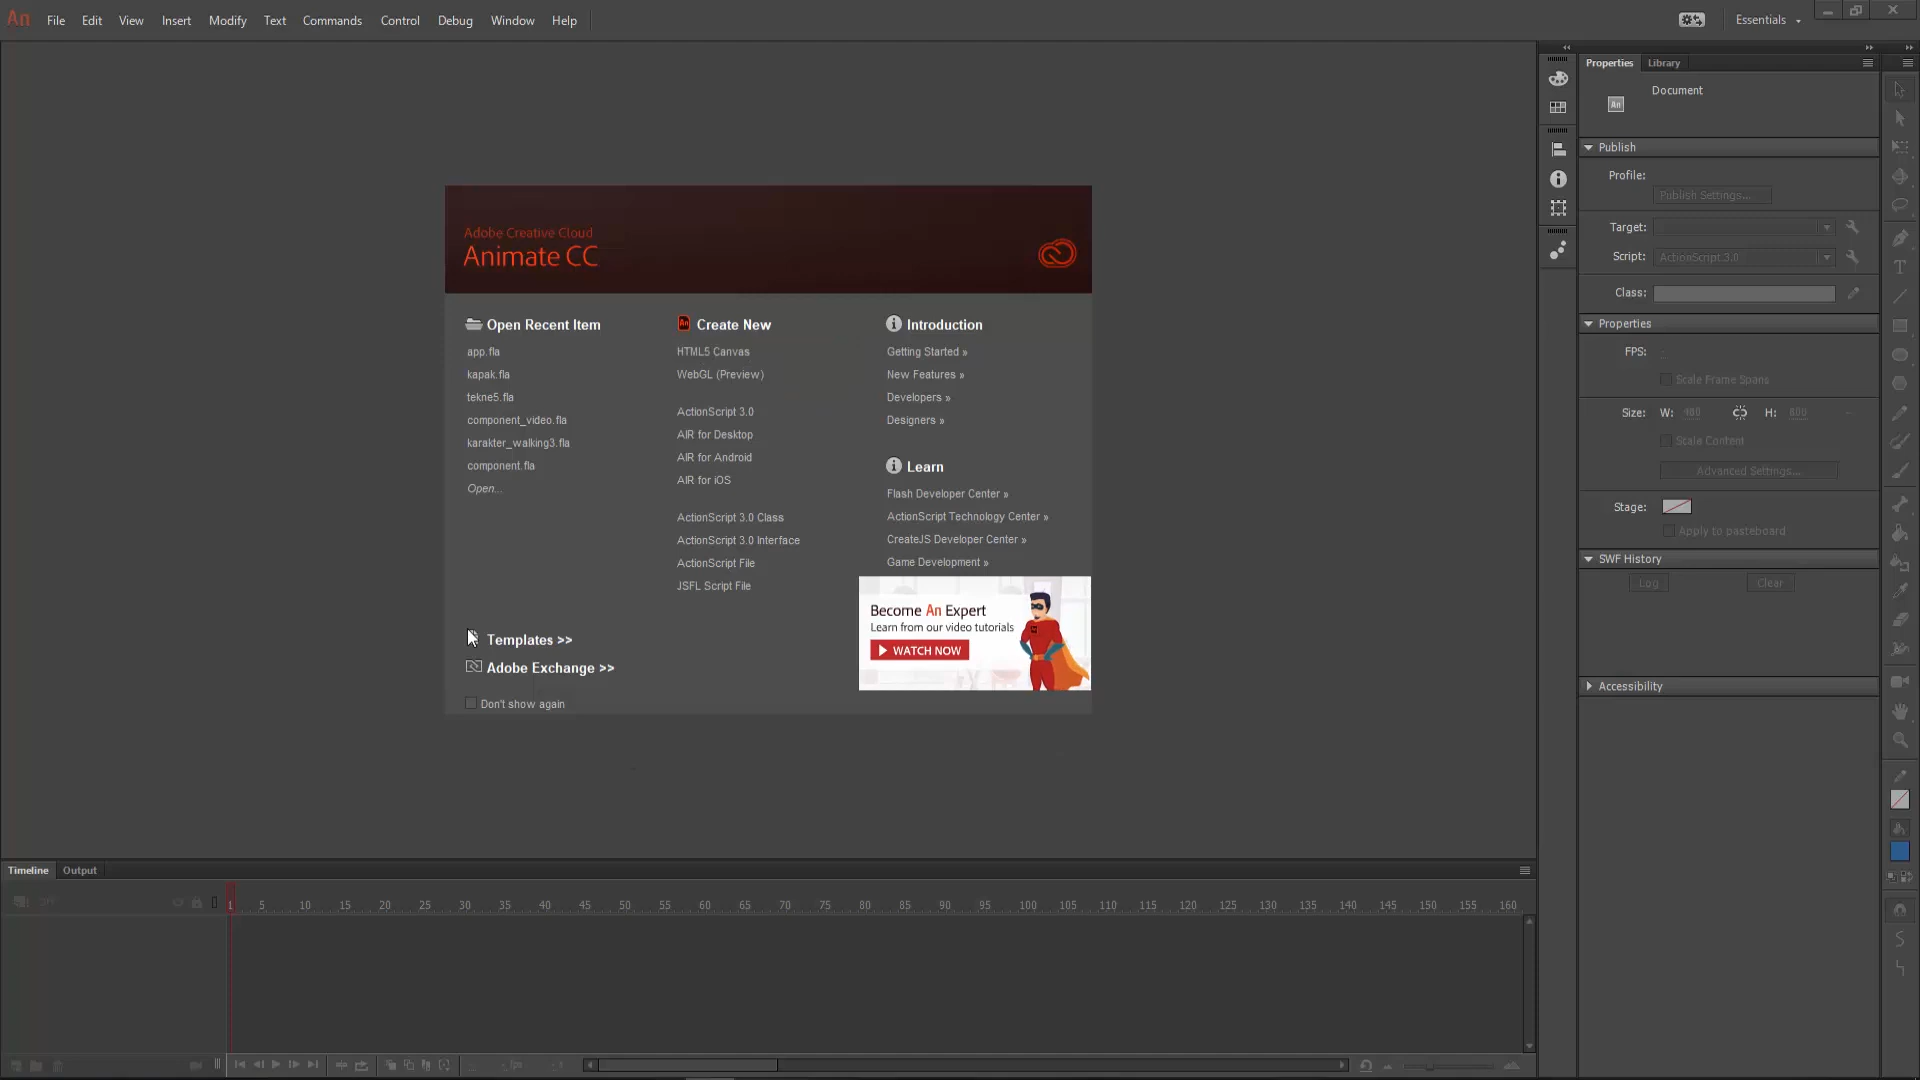 An File Edit View Insert Modify Text Commands Control Debug Window Help Essentials
Properties Library
An Document
Publish
Profile:
Publish Settings...
Target:
Script: ActionScript 3.0
Class:
Properties
FPS:
Scale Frame Spans
Size: W: 480 H: 800
Scale Content
Advanced Settings...
Stage:
Apply to pasteboard
SWF History
Log Clear
Accessibility
Adobe Creative Cloud
Animate CC
Open Recent Item
app.fla
kapak.fla
tekne5.fla
component_video.fla
karakter_walking3.fla
component.fla
Open...
Templates >>
Adobe Exchange >>
Don't show again
An Create New
HTML5 Canvas
WebGL (Preview)
ActionScript 3.0
AIR for Desktop
AIR for Android
AIR for iOS
ActionScript 3.0 Class
ActionScript 3.0 Interface
ActionScript File
JSFL Script File
Introduction
Getting Started »
New Features »
Developers »
Designers »
Learn
Flash Developer Center »
ActionScript Technology Center »
CreateJS Developer Center »
Game Development »
Become An Expert
Learn from our video tutorials
WATCH NOW
Timeline Output
1 5 10 15 20 25 30 35 40 45 50 55 60 65 70 75 80 85 90 95 100 105 110 115 120 125 130 135 140 145 150 155 160